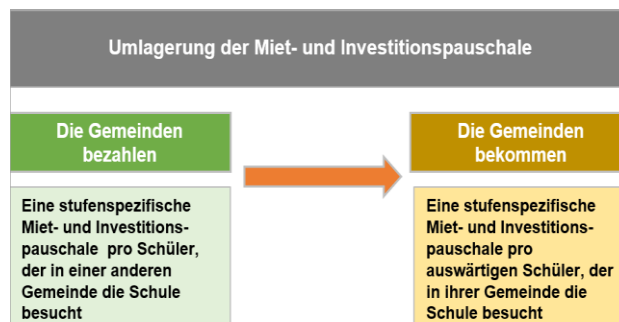 Umlagerung der Miet- und Investitionspauschale
Die Gemeinden
bezahlen
Die Gemeinden
bekommen
Eine stufenspezifische
Miet- und Investitions-
pauschale pro Schüler,
der in einer anderen
Gemeinde die Schule
besucht
Eine stufenspezifische
Miet- und Investitions-
pauschale pro
auswärtigen Schüler, der
in ihrer Gemeinde die
Schule besucht